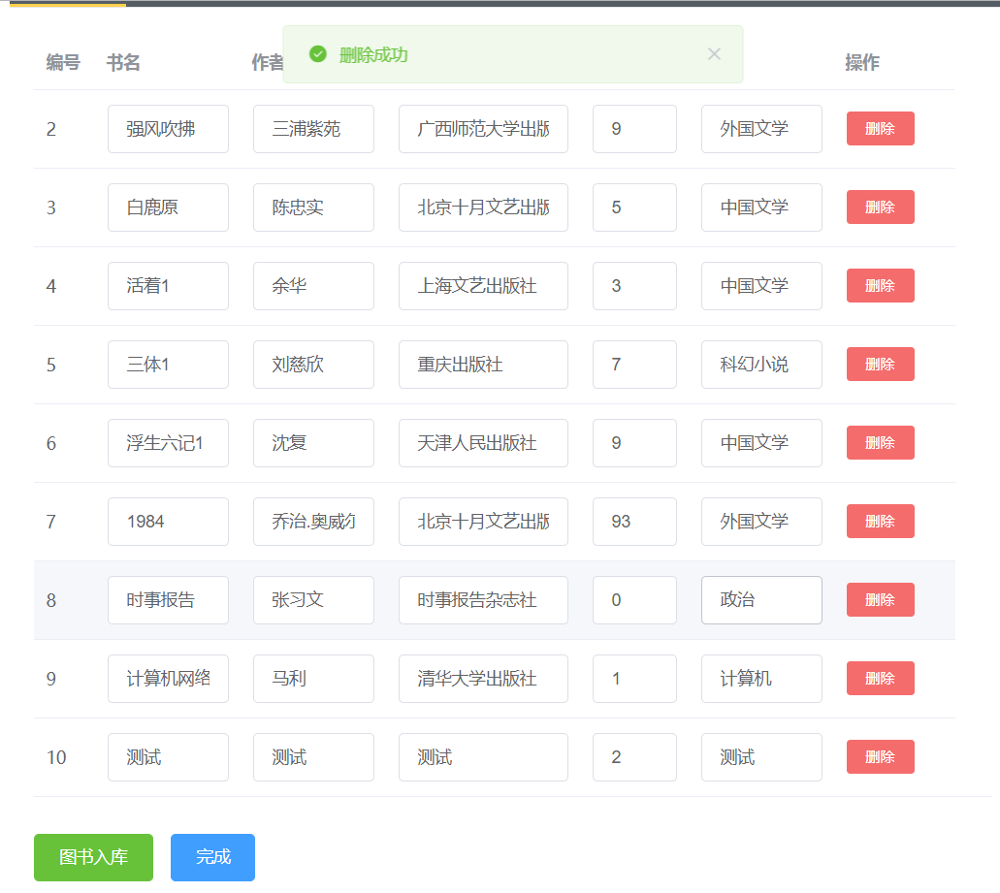 删除成功
编号 书名 作者 操作
2 强风吹拂 三浦紫苑 广西师范大学出版 9 外国文学 删除
3 白鹿原 陈忠实 北京十月文艺出版 5 中国文学 删除
4 活着1 余华 上海文艺出版社 3 中国文学 删除
5 三体1 刘慈欣 重庆出版社 7 科幻小说 删除
6 浮生六记1 沈复 天津人民出版社 9 中国文学 删除
7 1984 乔治.奥威尔 北京十月文艺出版 93 外国文学 删除
8 时事报告 张习文 时事报告杂志社 0 政治 删除
9 计算机网络 马利 清华大学出版社 1 计算机 删除
10 测试 测试 测试 2 测试 删除
图书入库 完成